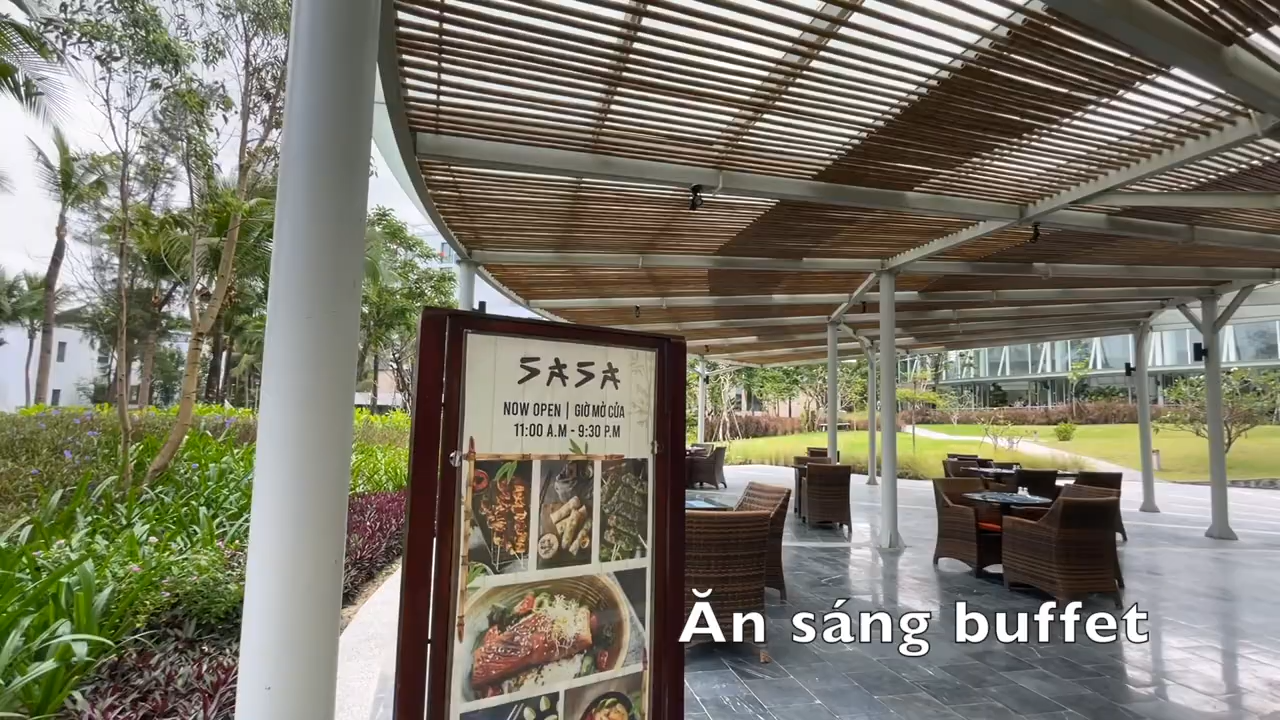 SASA
NOW OPEN | GIỜ MỞ CỬA
11:00 A.M - 9:30 P.M
Ăn sáng buffet